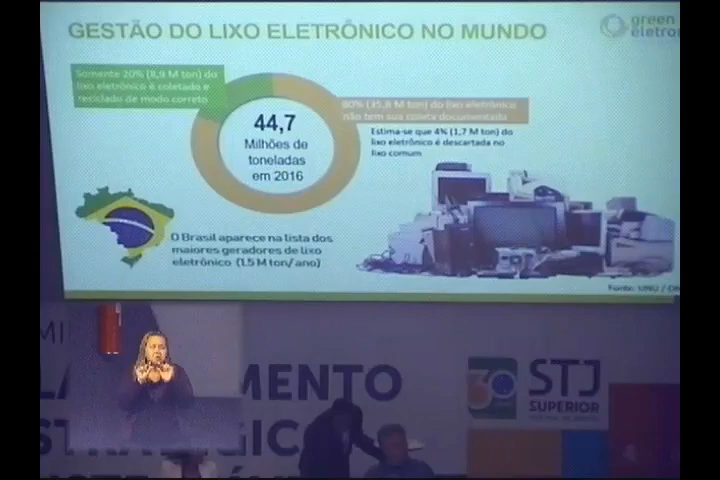 GESTÃO DO LIXO ELETRÔNICO NO MUNDO
green
eletron
Somente 20% (8,9 M ton) do
lixo eletrônico é coletado e
reciclado de modo correto
80% (35,8 M ton) do lixo eletrônico
não tem sua coleta documentada
Estima-se que 4% (1,7 M ton) do
lixo eletrônico é descartada no
lixo comum
44,7
Milhões de
toneladas
em 2016
O Brasil aparece na lista dos
maiores geradores de lixo
eletrônico (1.5 M ton/ano)
Fonte: UNU /
MENTO
30
STJ
SUPERIOR